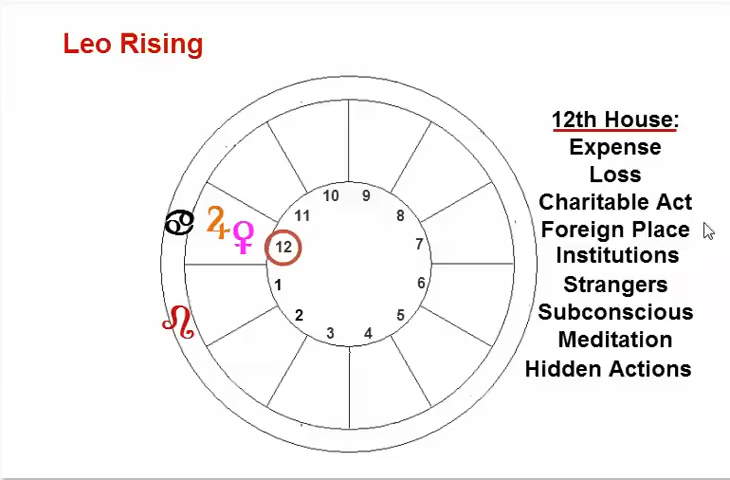 Leo Rising
12th House:
Expense
Loss
Charitable Act
Foreign Place
Institutions
Strangers
Subconscious
Meditation
Hidden Actions
10 9
11 8
12 7
1 6
2 5
3 4
♋ ♃ ♀
♌